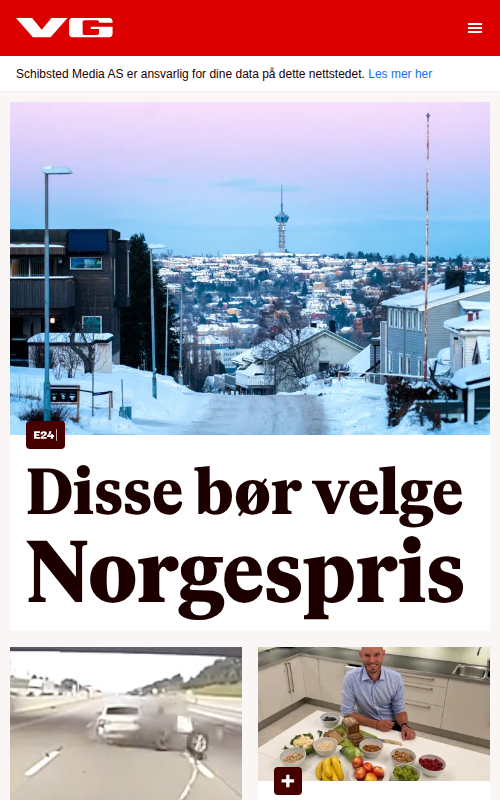 VG
Schibsted Media AS er ansvarlig for dine data på dette nettstedet. Les mer her
E24
Disse bør velge
Norgespris